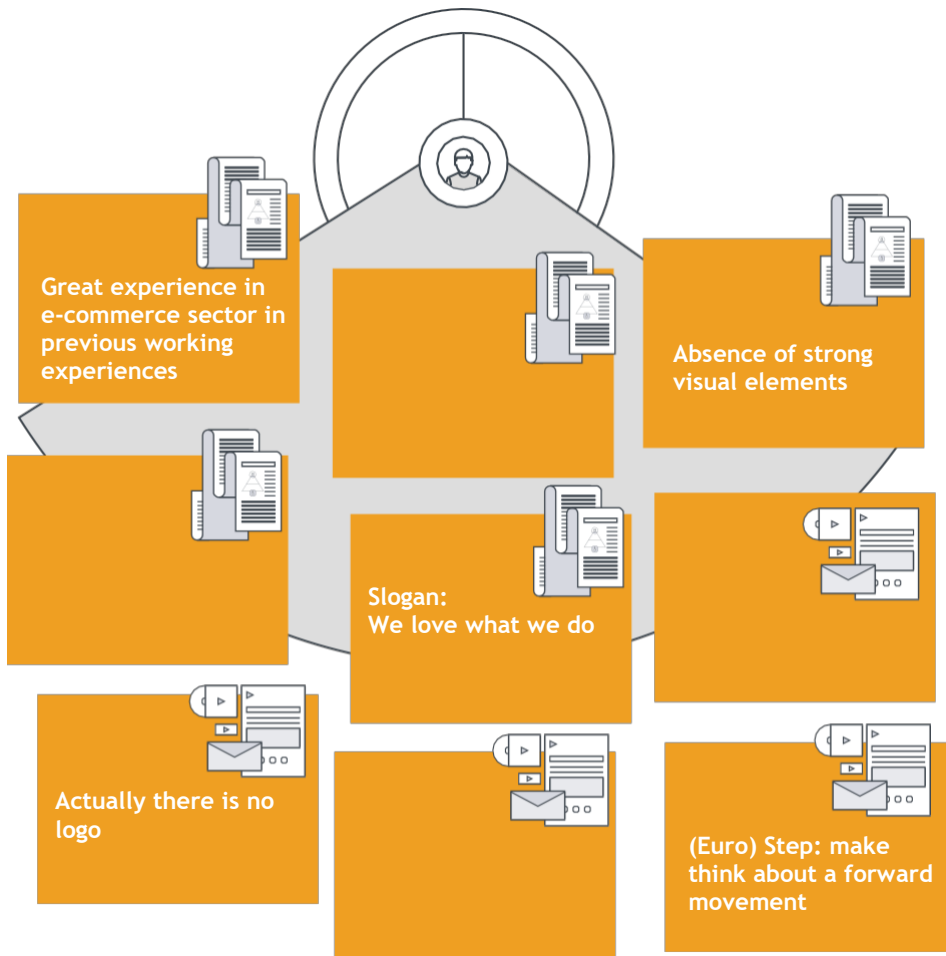 Great experience in
e-commerce sector in
previous working
experiences
Absence of strong
visual elements
Slogan:
We love what we do
Actually there is no
logo
(Euro) Step: make
think about a forward
movement